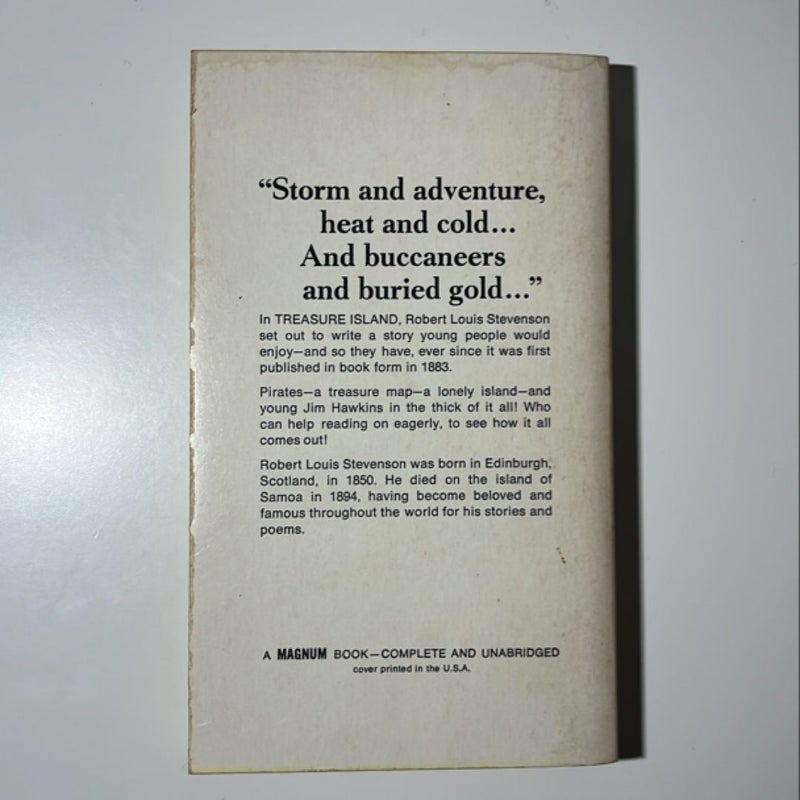 “Storm and adventure,
heat and cold...
And buccaneers
and buried gold...”
In TREASURE ISLAND, Robert Louis Stevenson
set out to write a story young people would
enjoy—and so they have, ever since it was first
published in book form in 1883.
Pirates—a treasure map—a lonely island—and
young Jim Hawkins in the thick of it all! Who
can help reading on eagerly, to see how it all
comes out!
Robert Louis Stevenson was born in Edinburgh,
Scotland, in 1850. He died on the island of
Samoa in 1894, having become beloved and
famous throughout the world for his stories and
poems.
A MAGNUM BOOK—COMPLETE AND UNABRIDGED
cover printed in the U.S.A.